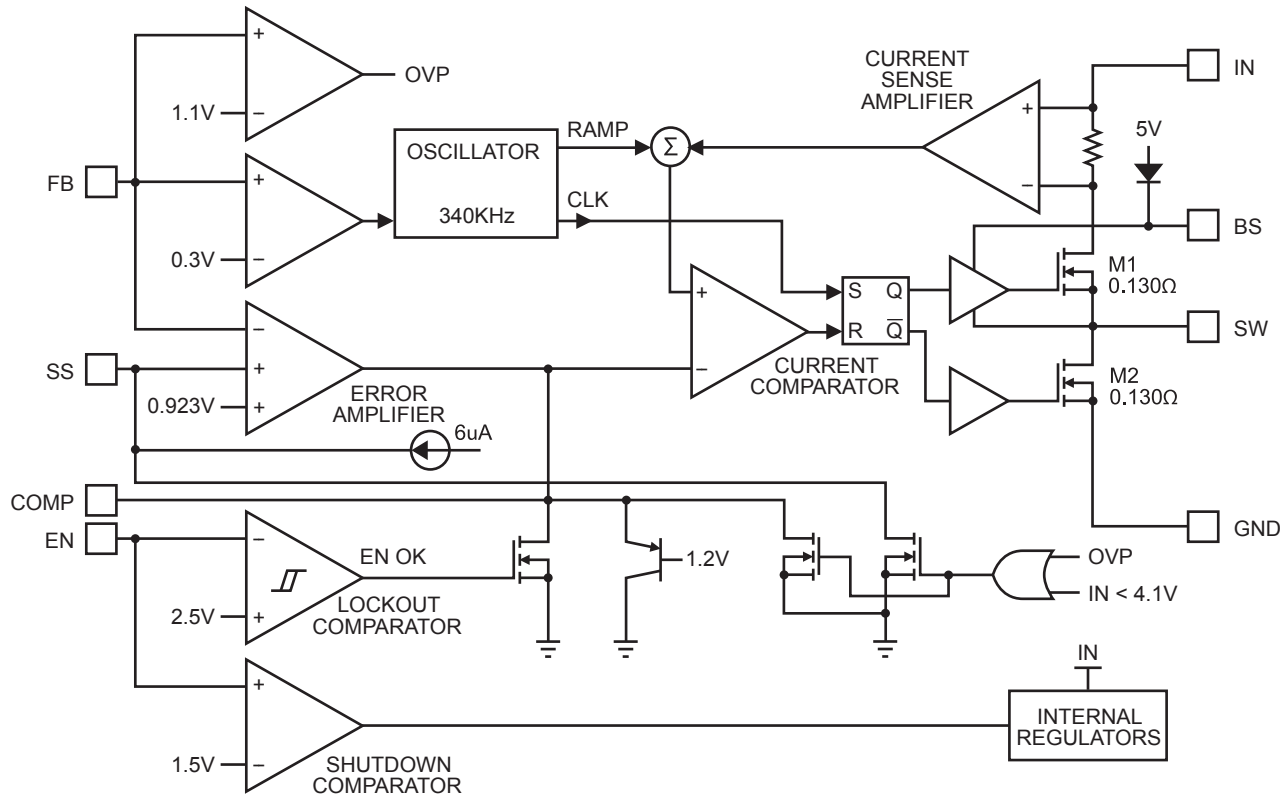 +
OVP
1.1V
−
CURRENT
SENSE
AMPLIFIER
IN
+
−
5V
FB
+
0.3V
−
OSCILLATOR
340KHz
RAMP
Σ
CLK
BS
M1
0.130Ω
S Q
R Q̅
+
−
CURRENT
COMPARATOR
SW
M2
0.130Ω
SS
−
+
0.923V
+
ERROR
AMPLIFIER
6uA
COMP
EN
−
2.5V
+
EN OK
LOCKOUT
COMPARATOR
1.2V
GND
OVP
IN < 4.1V
+
1.5V
−
SHUTDOWN
COMPARATOR
IN
INTERNAL
REGULATORS